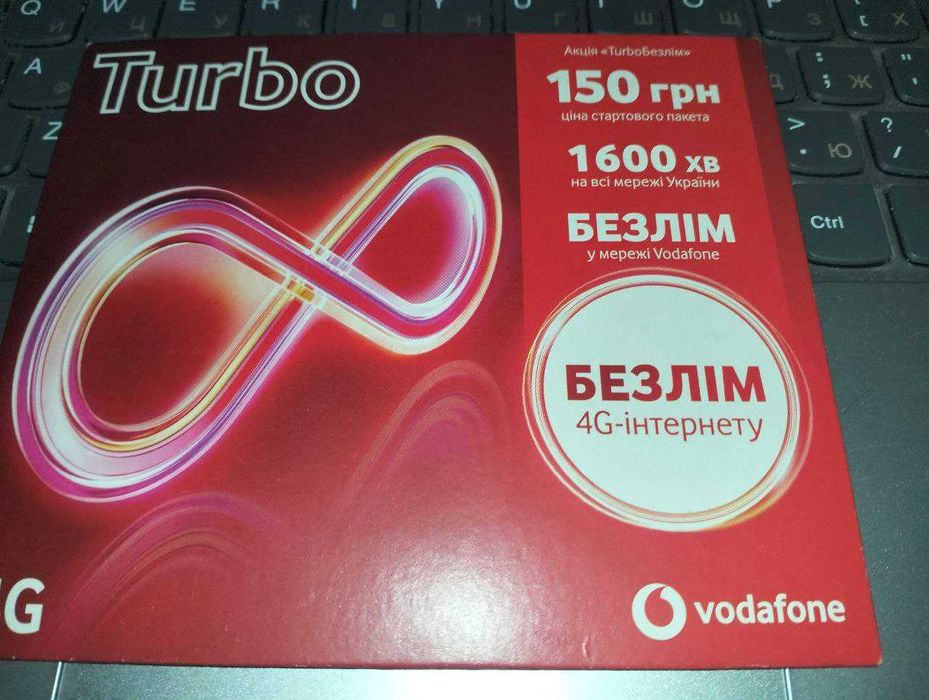 Turbo
Акція «TurboБезлім»
150 грн
ціна стартового пакета
1600 хв
на всі мережі України
БЕЗЛІМ
у мережі Vodafone
БЕЗЛІМ
4G-інтернету
G
vodafone
Ctrl